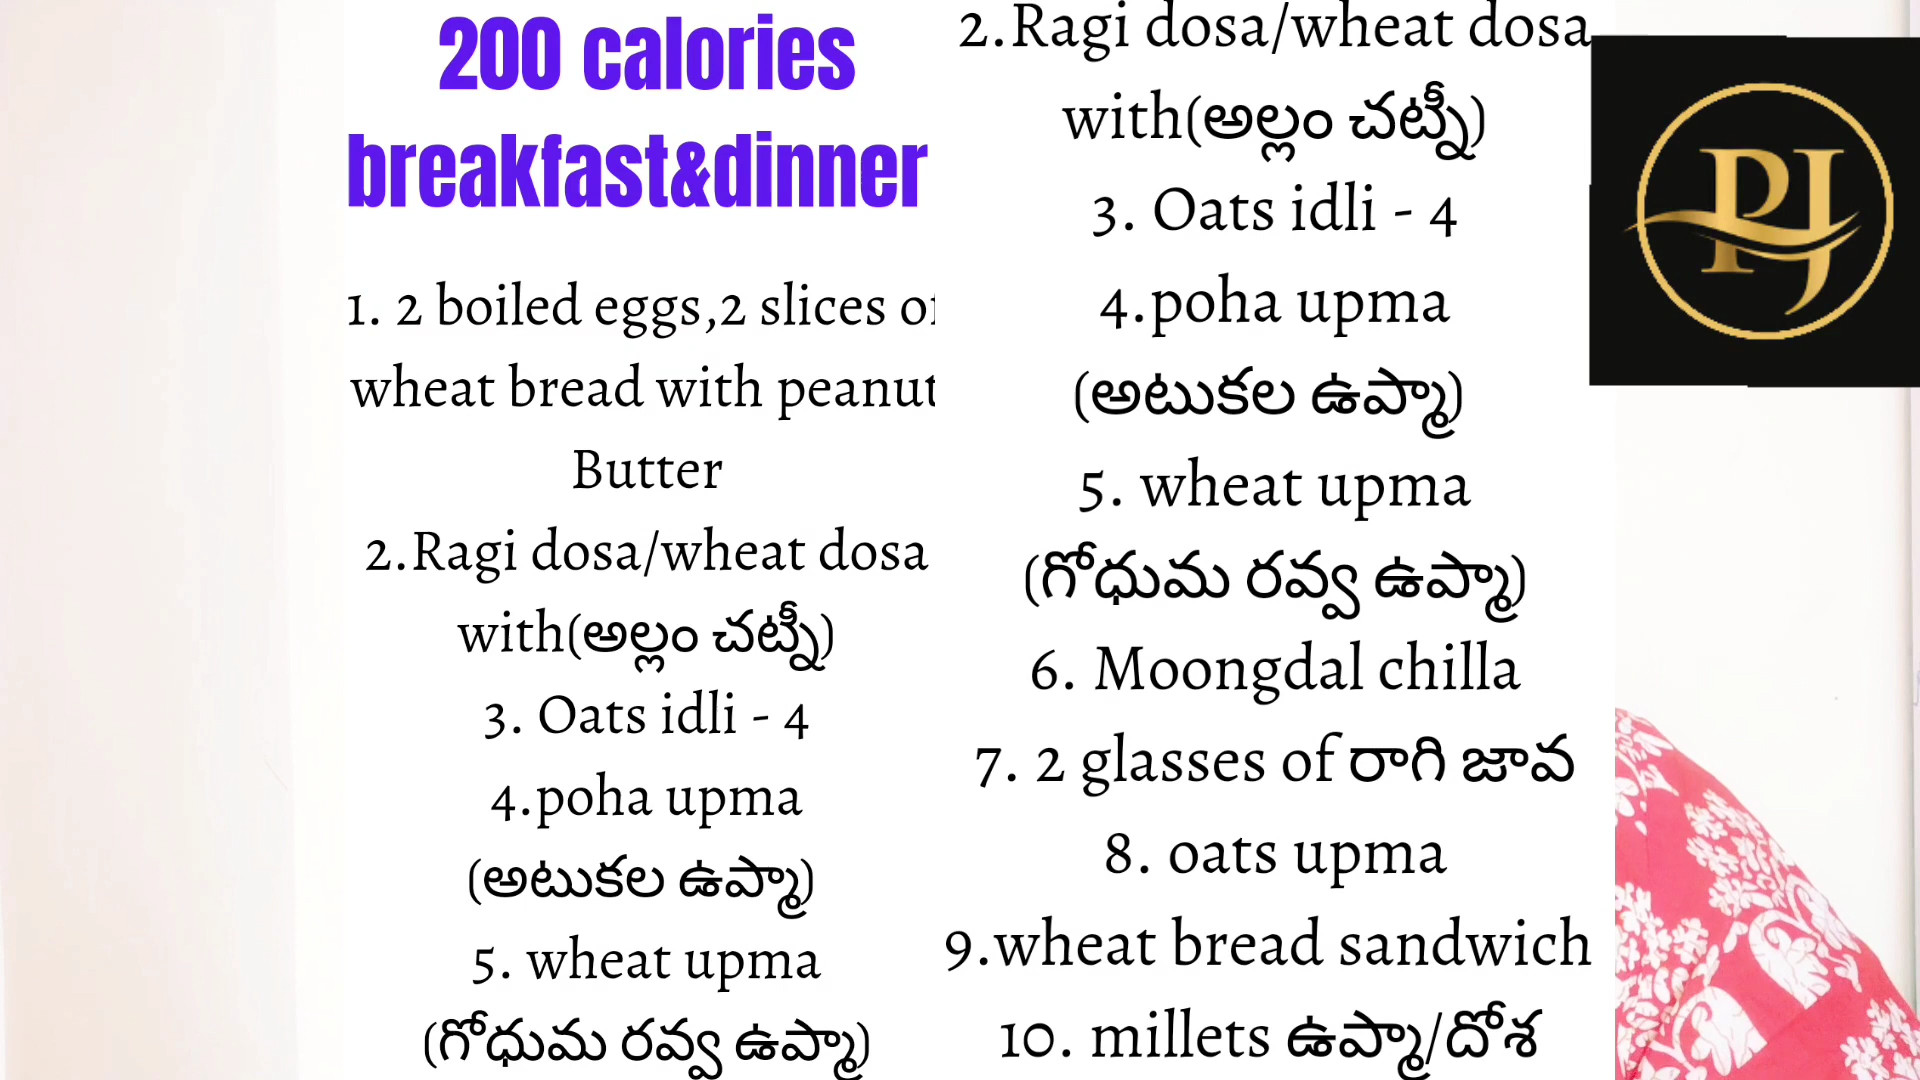 200 calories
breakfast&dinner
1. 2 boiled eggs,2 slices of
wheat bread with peanut
Butter
2.Ragi dosa/wheat dosa
with(అల్లం చట్నీ)
3. Oats idli - 4
4.poha upma
(అటుకల ఉప్మా)
5. wheat upma
(గోధుమ రవ్వ ఉప్మా)
2.Ragi dosa/wheat dosa
with(అల్లం చట్నీ)
3. Oats idli - 4
4.poha upma
(అటుకల ఉప్మా)
5. wheat upma
(గోధుమ రవ్వ ఉప్మా)
6. Moongdal chilla
7. 2 glasses of రాగి జావ
8. oats upma
9.wheat bread sandwich
10. millets ఉప్మా/దోశ
PJ